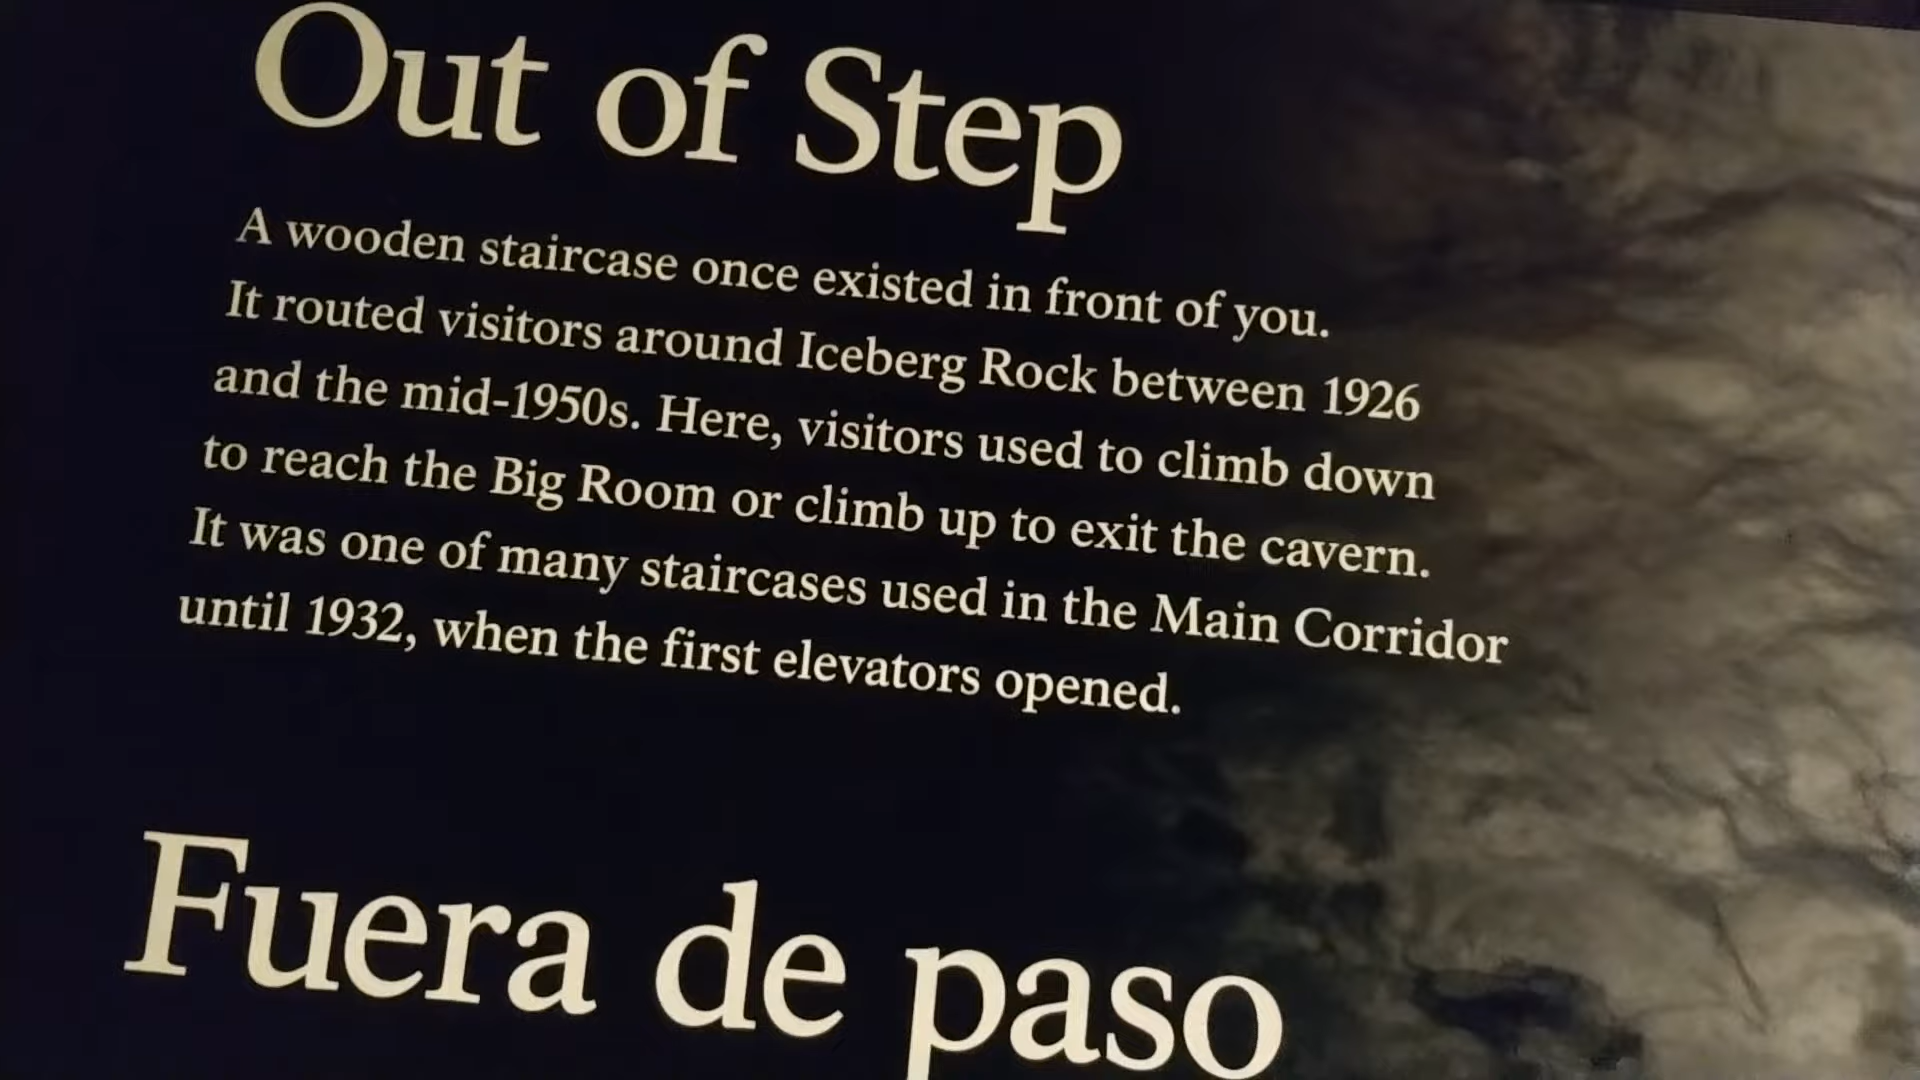 Out of Step
A wooden staircase once existed in front of you.
It routed visitors around Iceberg Rock between 1926
and the mid-1950s. Here, visitors used to climb down
to reach the Big Room or climb up to exit the cavern.
It was one of many staircases used in the Main Corridor
until 1932, when the first elevators opened.
Fuera de paso